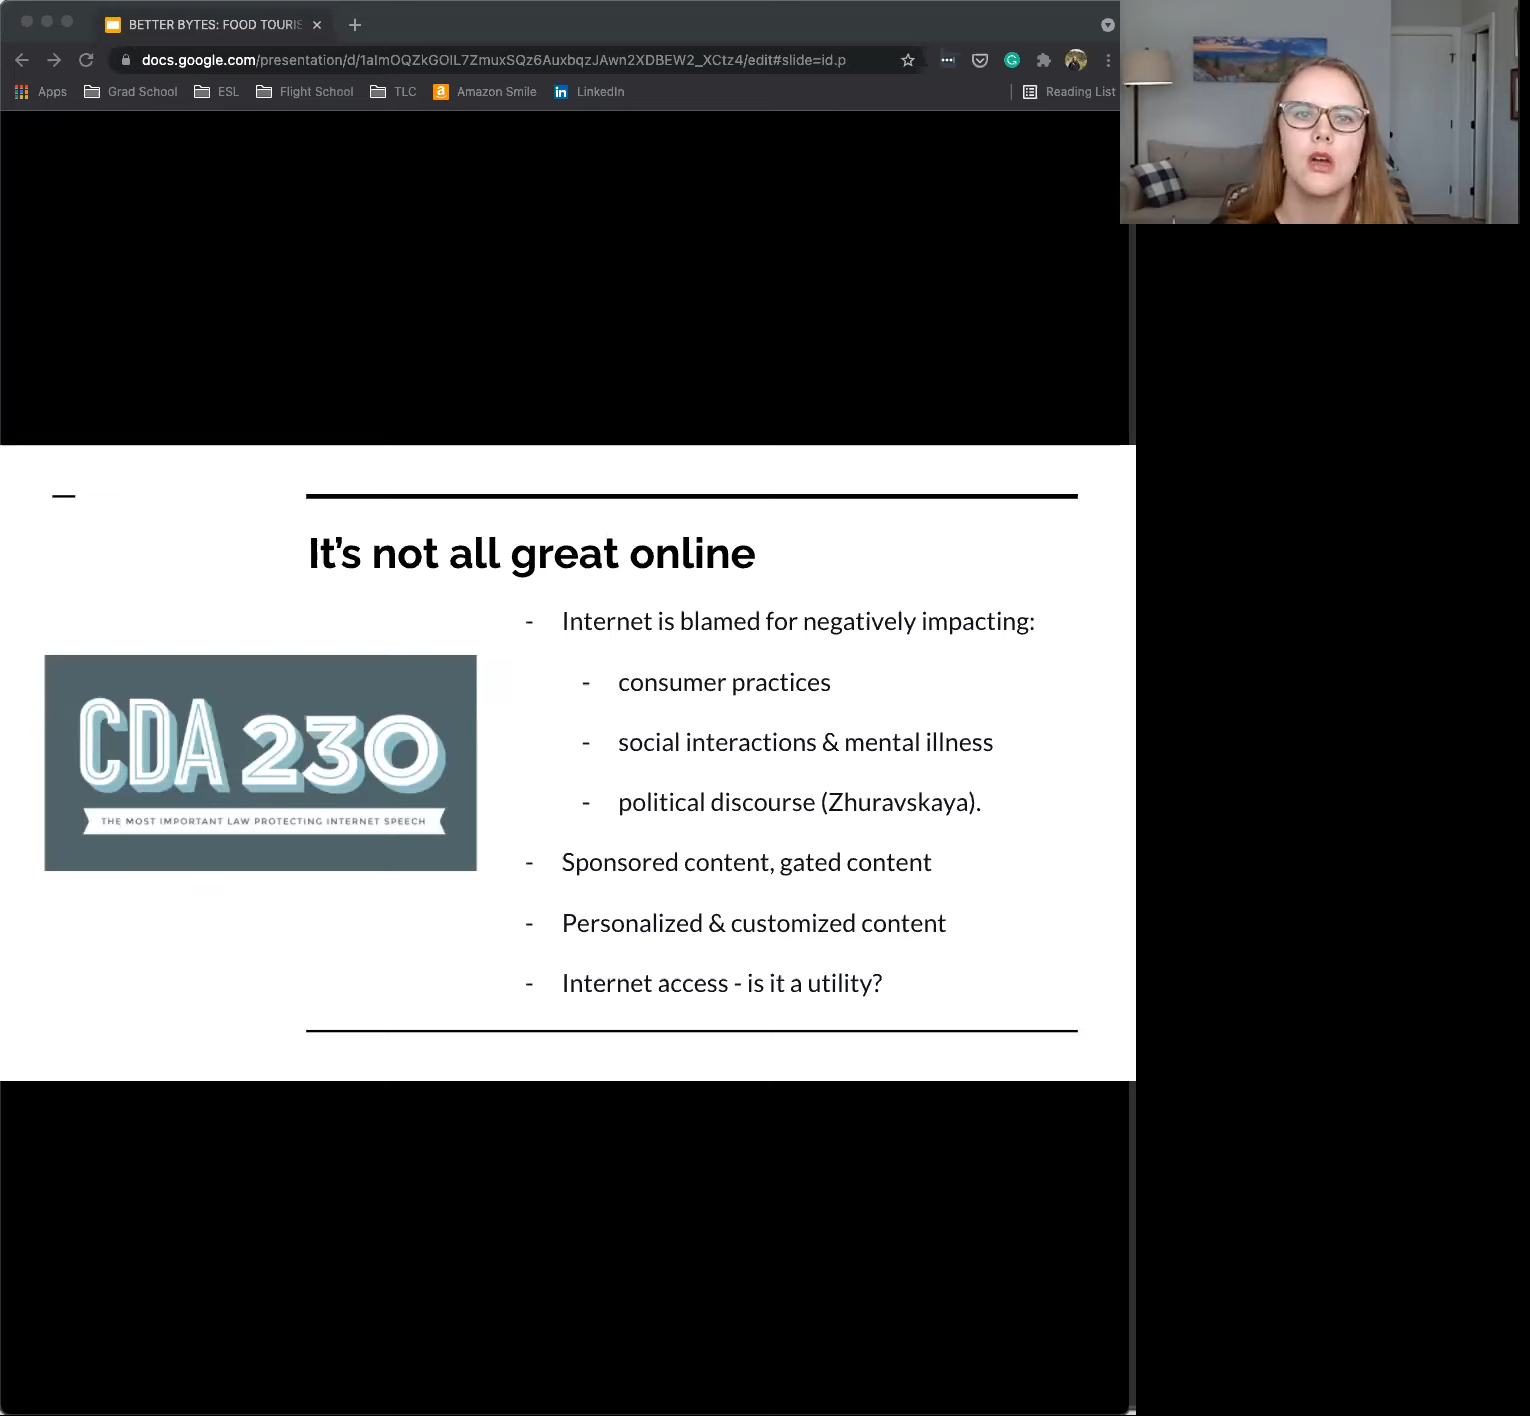 BETTER BYTES: FOOD TOURIS
docs.google.com/presentation/d/1almOQZkGOIL7ZmuxSQz6AuxbqzJAwn2XDBEW2_XCtz4/edit#slide=id.p
Apps Grad School ESL Flight School TLC Amazon Smile LinkedIn Reading List
It's not all great online
- Internet is blamed for negatively impacting:
- consumer practices
- social interactions & mental illness
- political discourse (Zhuravskaya).
- Sponsored content, gated content
- Personalized & customized content
- Internet access - is it a utility?
CDA 230
THE MOST IMPORTANT LAW PROTECTING INTERNET SPEECH